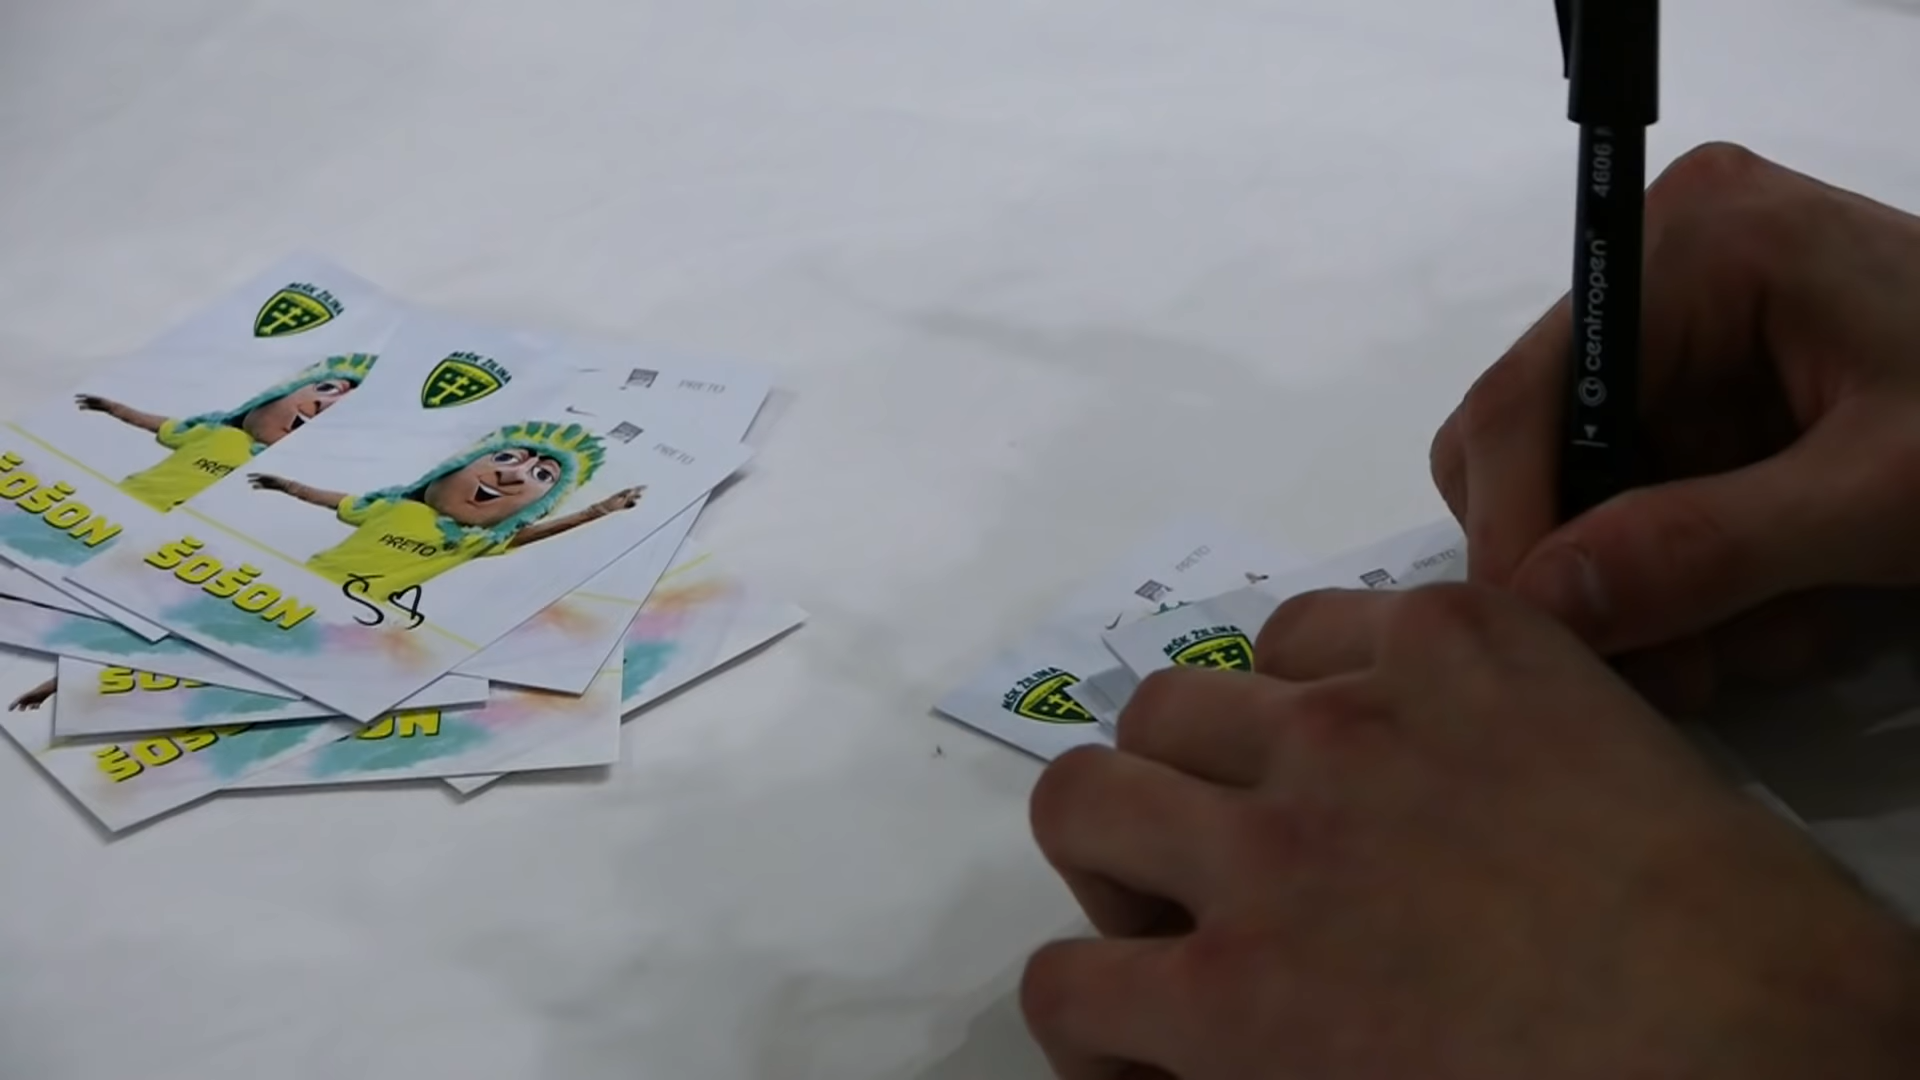 MŠK ŽILINA
PRETO
ŠOŠON
MŠK ŽILINA
PRETO
PRETO
PRETO
ŠOŠON
Š
centropen 4606
PRETO
PRETO
MŠK ŽILINA
MŠK ŽILINA